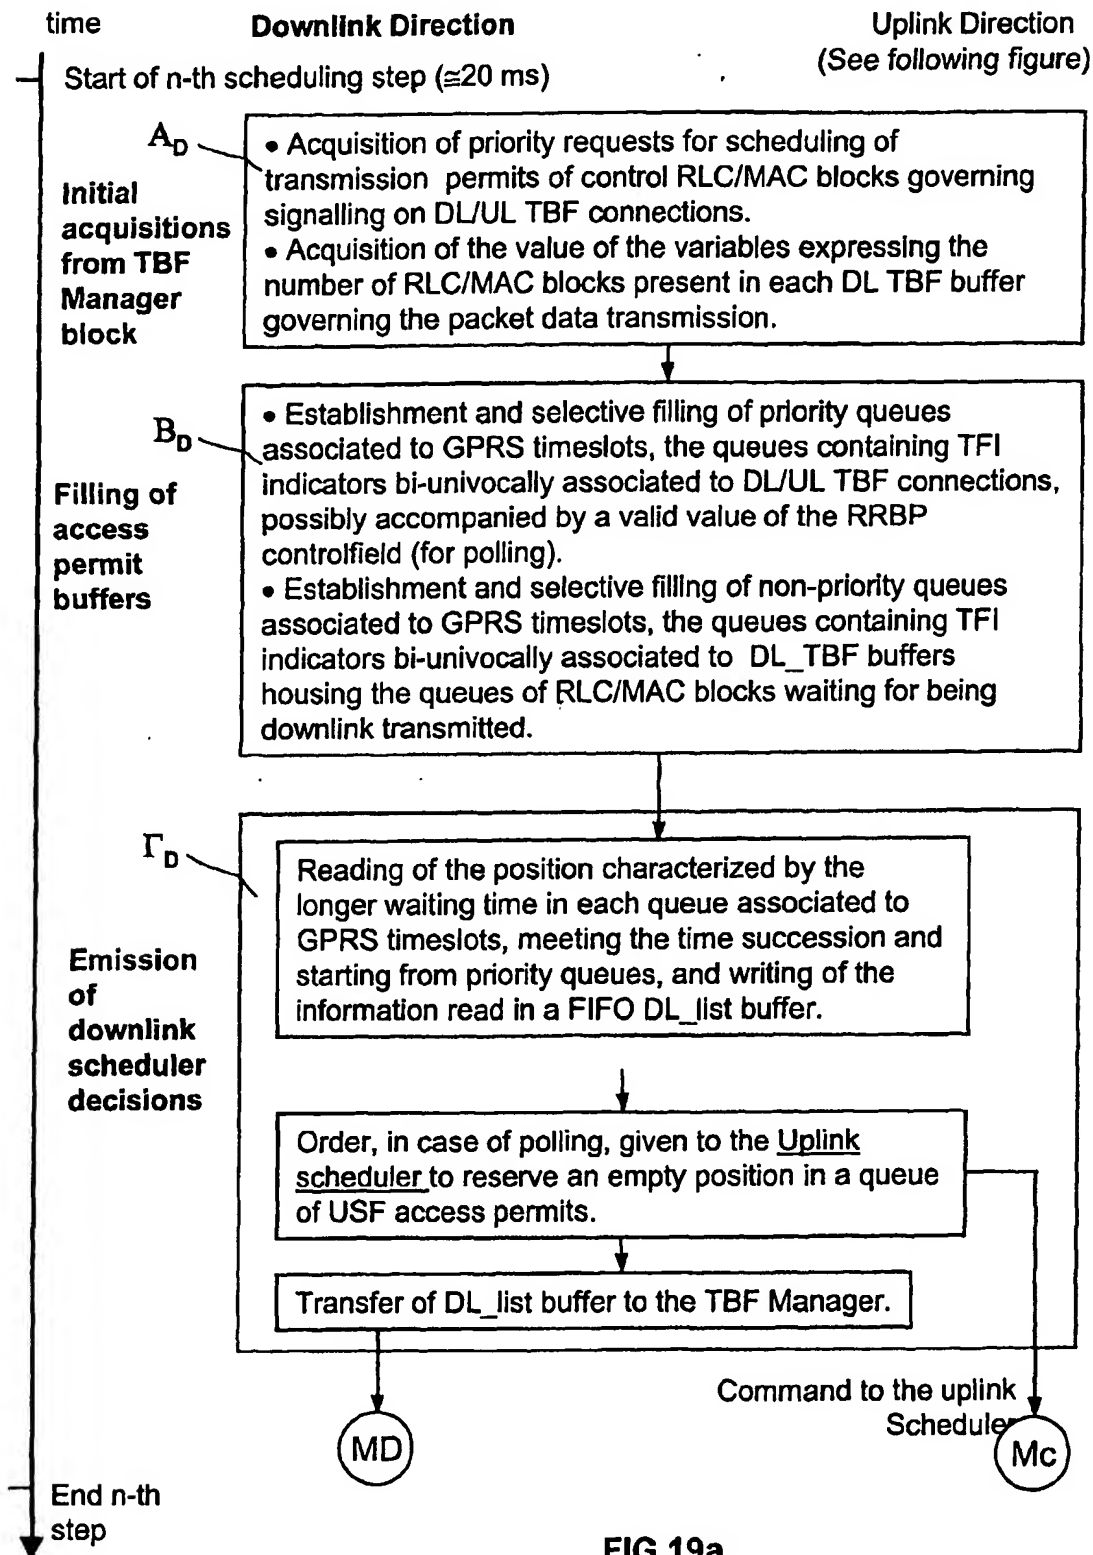 time
Downlink Direction
Uplink Direction
(See following figure)
Start of n-th scheduling step (≅20 ms)
A_D
Initial
acquisitions
from TBF
Manager
block
• Acquisition of priority requests for scheduling of
transmission permits of control RLC/MAC blocks governing
signalling on DL/UL TBF connections.
• Acquisition of the value of the variables expressing the
number of RLC/MAC blocks present in each DL TBF buffer
governing the packet data transmission.
B_D
Filling of
access
permit
buffers
• Establishment and selective filling of priority queues
associated to GPRS timeslots, the queues containing TFI
indicators bi-univocally associated to DL/UL TBF connections,
possibly accompanied by a valid value of the RRBP
controlfield (for polling).
• Establishment and selective filling of non-priority queues
associated to GPRS timeslots, the queues containing TFI
indicators bi-univocally associated to DL_TBF buffers
housing the queues of RLC/MAC blocks waiting for being
downlink transmitted.
Γ_D
Emission
of
downlink
scheduler
decisions
Reading of the position characterized by the
longer waiting time in each queue associated to
GPRS timeslots, meeting the time succession and
starting from priority queues, and writing of the
information read in a FIFO DL_list buffer.
Order, in case of polling, given to the Uplink
scheduler to reserve an empty position in a queue
of USF access permits.
Transfer of DL_list buffer to the TBF Manager.
Command to the uplink
Scheduler
MD
Mc
End n-th
step
FIG.19a